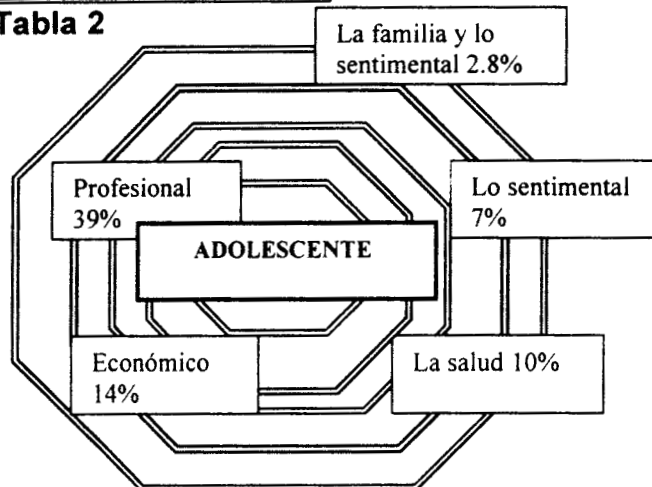 Tabla 2
La familia y lo
sentimental 2.8%
Profesional
39%
Lo sentimental
7%
ADOLESCENTE
Económico
14%
La salud 10%